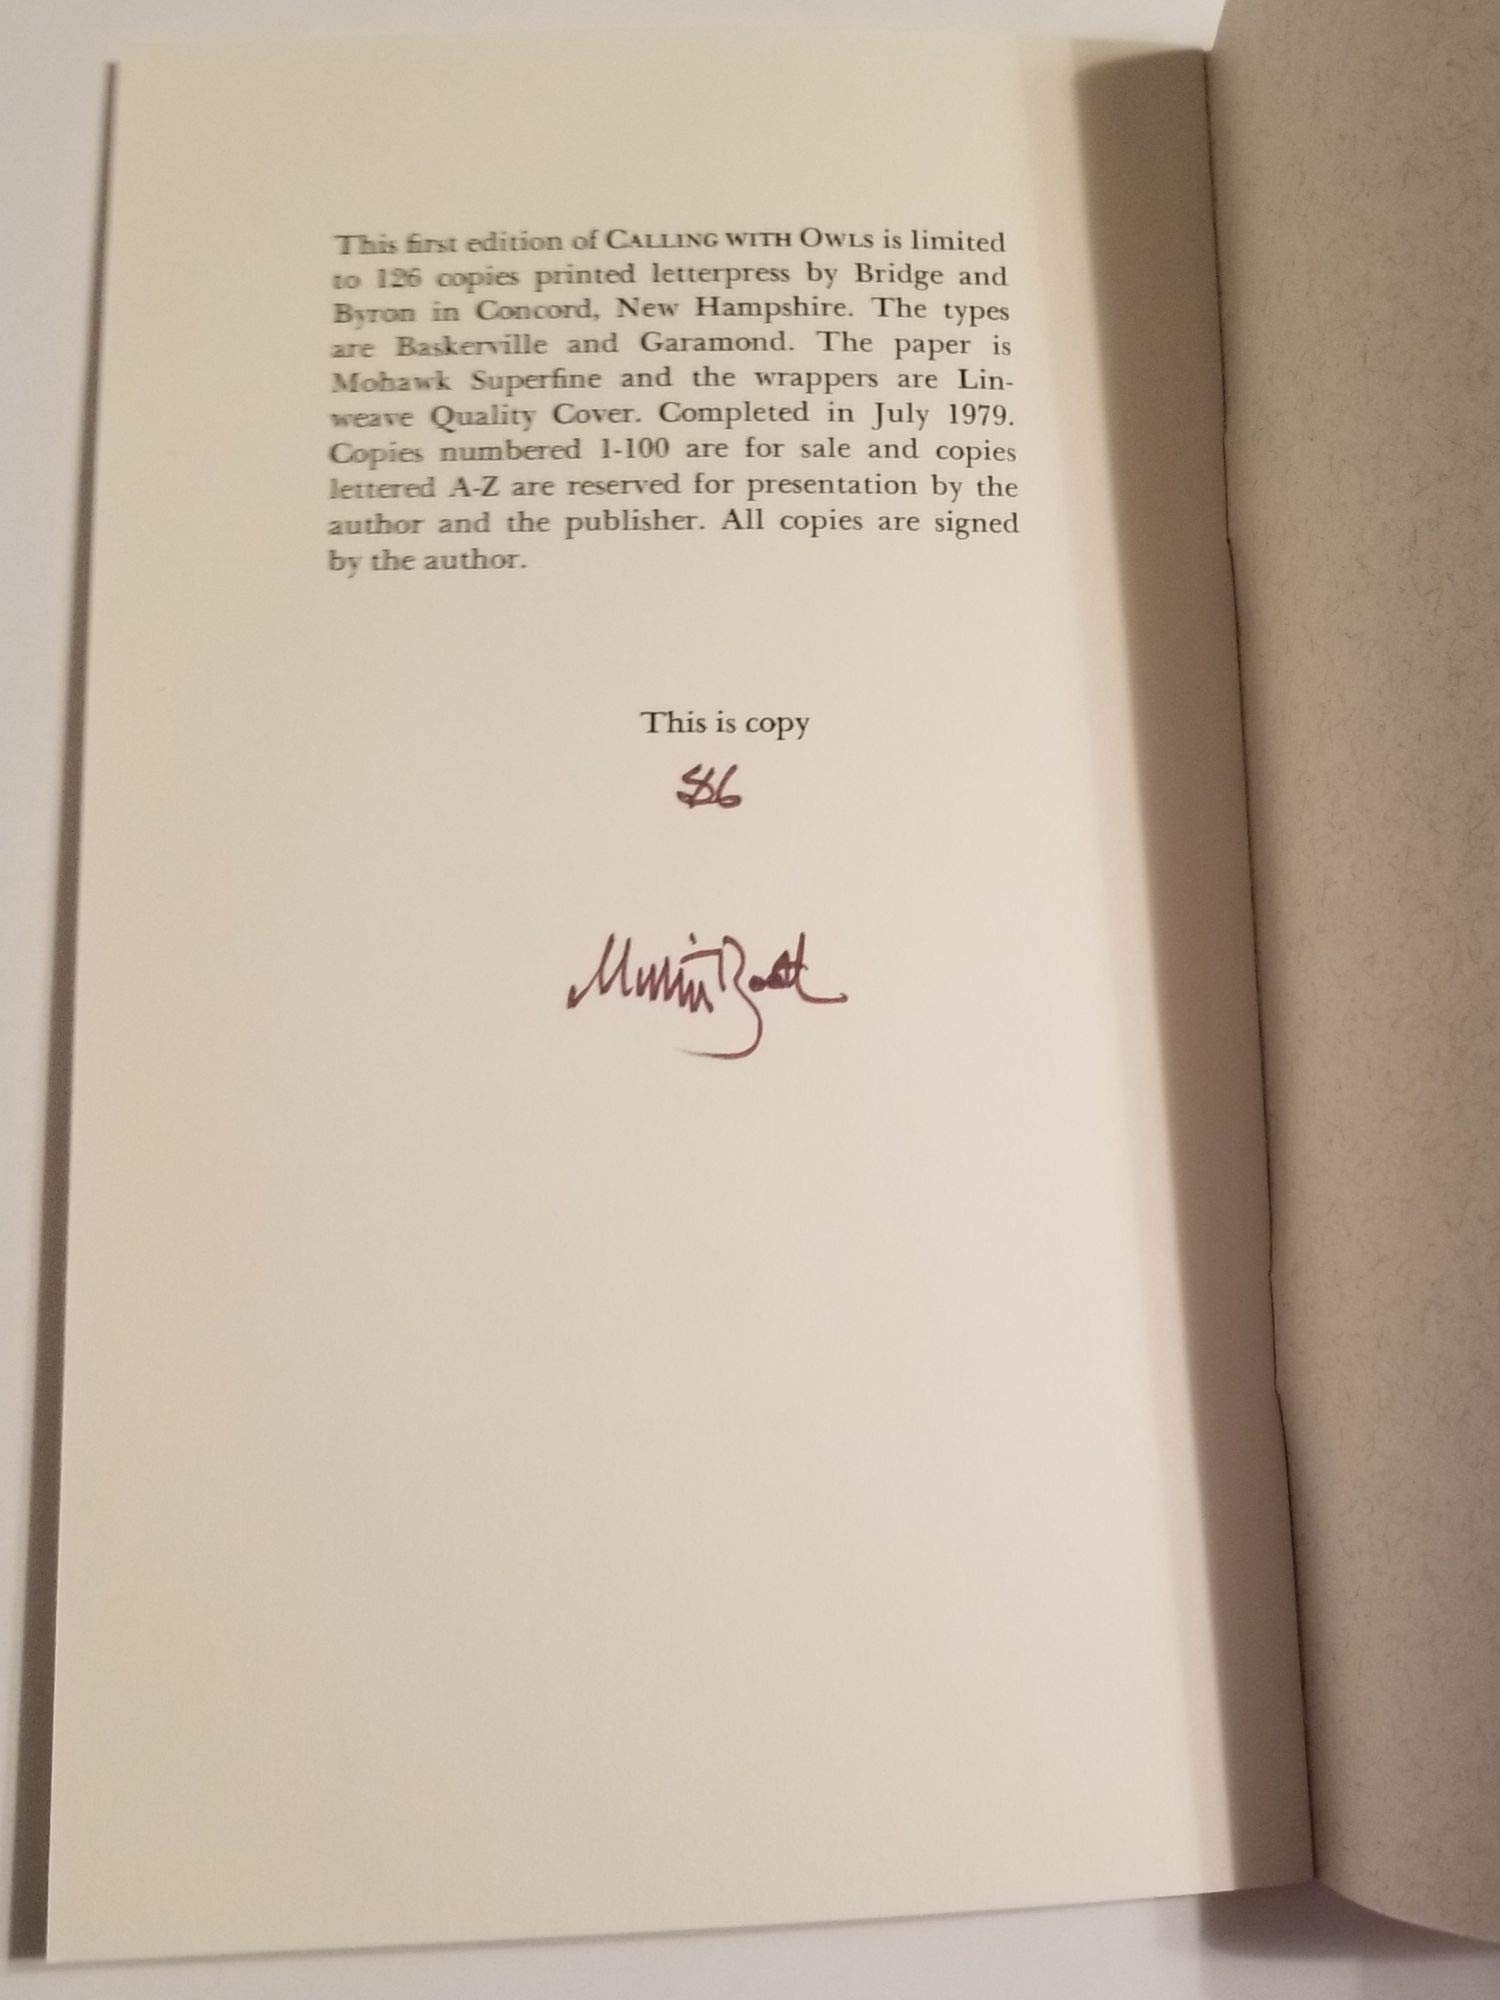 This first edition of CALLING WITH OWLS is limited
to 126 copies printed letterpress by Bridge and
Byron in Concord, New Hampshire. The types
are Baskerville and Garamond. The paper is
Mohawk Superfine and the wrappers are Lin-
weave Quality Cover. Completed in July 1979.
Copies numbered 1-100 are for sale and copies
lettered A-Z are reserved for presentation by the
author and the publisher. All copies are signed
by the author.
This is copy
86
Martin Booth